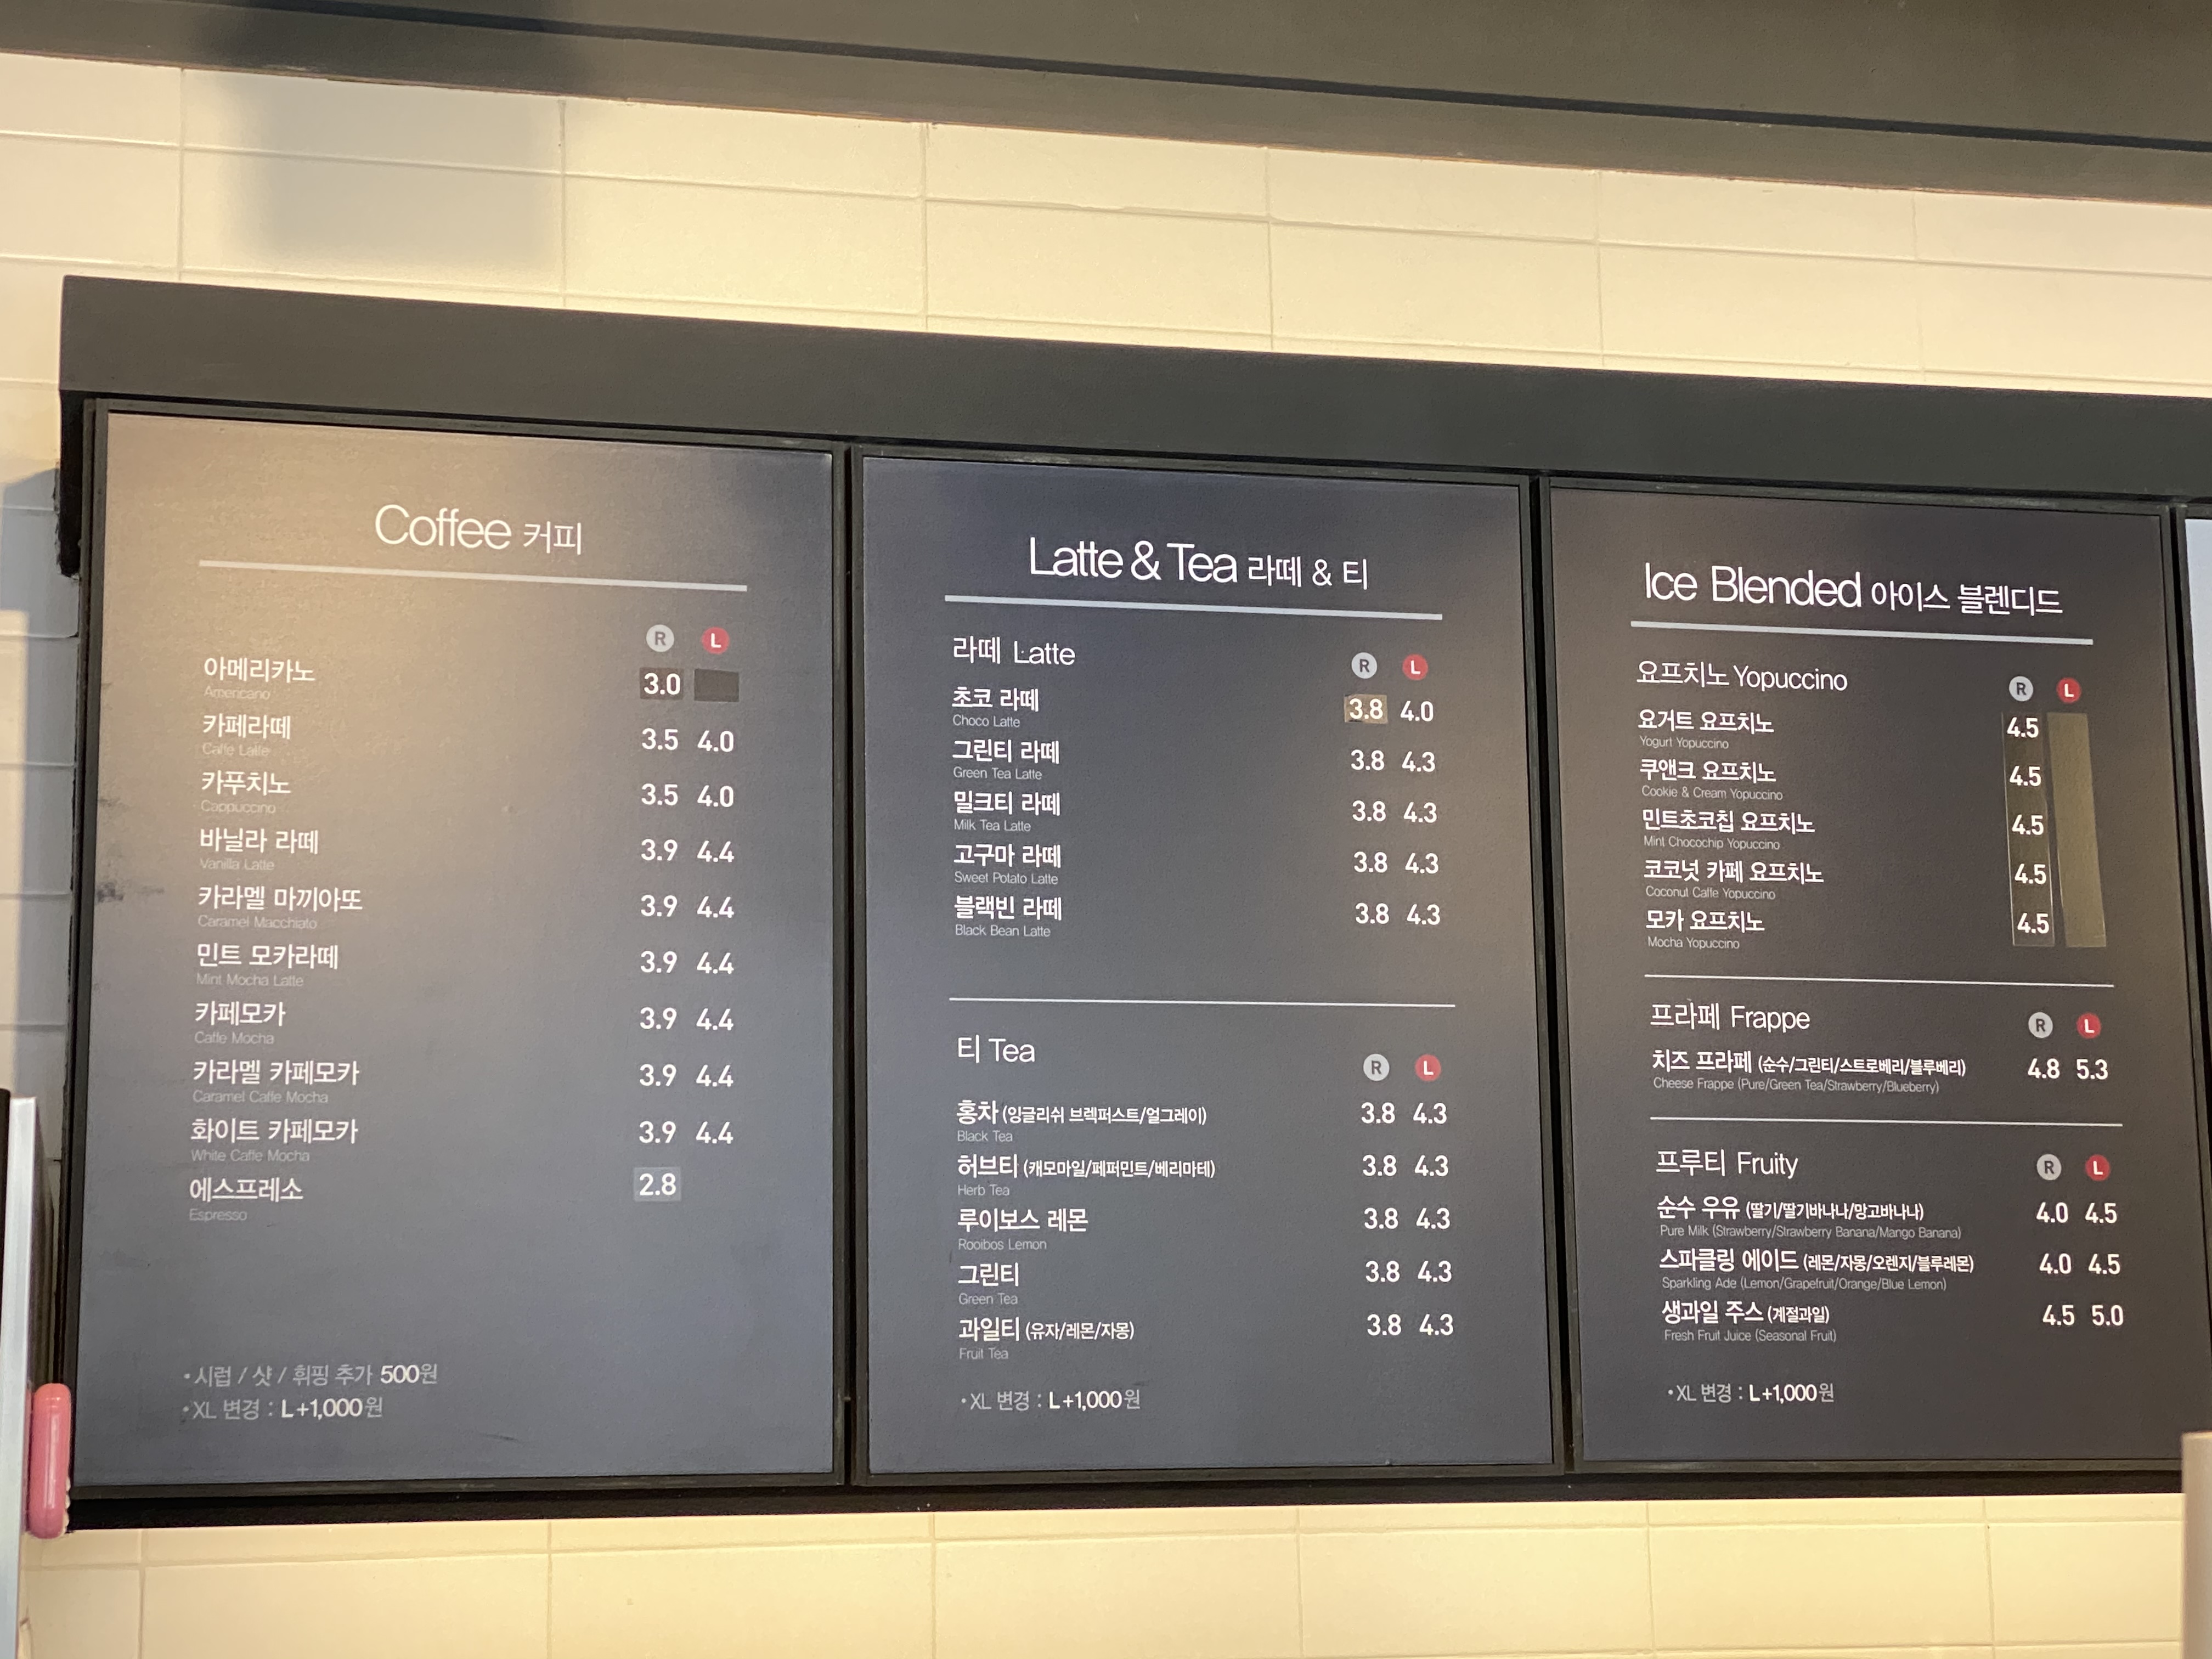 Coffee 커피
R L
아메리카노 3.0
Americano
카페라떼 3.5 4.0
Caffe Latte
카푸치노 3.5 4.0
Cappuccino
바닐라 라떼 3.9 4.4
Vanilla Latte
카라멜 마끼아또 3.9 4.4
Caramel Macchiato
민트 모카라떼 3.9 4.4
Mint Mocha Latte
카페모카 3.9 4.4
Caffe Mocha
카라멜 카페모카 3.9 4.4
Caramel Caffe Mocha
화이트 카페모카 3.9 4.4
White Caffe Mocha
에스프레소 2.8
Espresso
• 시럽 / 샷 / 휘핑 추가 500원
• XL 변경 : L+1,000원
Latte & Tea 라떼 & 티
라떼 Latte R L
초코 라떼 3.8 4.0
Choco Latte
그린티 라떼 3.8 4.3
Green Tea Latte
밀크티 라떼 3.8 4.3
Milk Tea Latte
고구마 라떼 3.8 4.3
Sweet Potato Latte
블랙빈 라떼 3.8 4.3
Black Bean Latte
티 Tea R L
홍차 (잉글리쉬 브렉퍼스트/얼그레이) 3.8 4.3
Black Tea
허브티 (캐모마일/페퍼민트/베리마테) 3.8 4.3
Herb Tea
루이보스 레몬 3.8 4.3
Rooibos Lemon
그린티 3.8 4.3
Green Tea
과일티 (유자/레몬/자몽) 3.8 4.3
Fruit Tea
• XL 변경 : L+1,000원
Ice Blended 아이스 블렌디드
요프치노 Yopuccino R L
요거트 요프치노 4.5
Yogurt Yopuccino
쿠앤크 요프치노 4.5
Cookie & Cream Yopuccino
민트초코칩 요프치노 4.5
Mint Chocochip Yopuccino
코코넛 카페 요프치노 4.5
Coconut Caffe Yopuccino
모카 요프치노 4.5
Mocha Yopuccino
프라페 Frappe R L
치즈 프라페 (순수/그린티/스트로베리/블루베리) 4.8 5.3
Cheese Frappe (Pure/Green Tea/Strawberry/Blueberry)
프루티 Fruity R L
순수 우유 (딸기/딸기바나나/망고바나나) 4.0 4.5
Pure Milk (Strawberry/Strawberry Banana/Mango Banana)
스파클링 에이드 (레몬/자몽/오렌지/블루레몬) 4.0 4.5
Sparkling Ade (Lemon/Grapefruit/Orange/Blue Lemon)
생과일 주스 (계절과일) 4.5 5.0
Fresh Fruit Juice (Seasonal Fruit)
• XL 변경 : L+1,000원